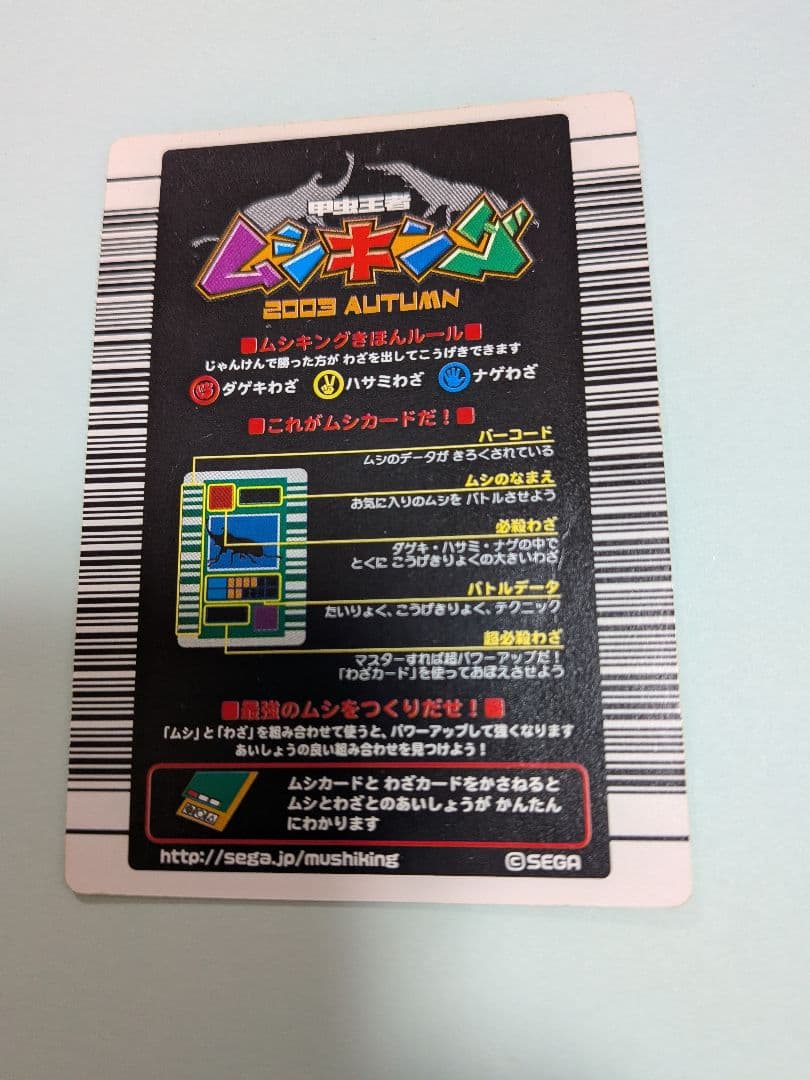 甲虫王者
ムシキング
2003 AUTUMN
■ムシキングきほんルール■
じゃんけんで勝った方が わざを出してこうげきできます
ダゲキわざ ハサミわざ ナゲわざ
■これがムシカードだ！■
バーコード
ムシのデータが きろくされている
ムシのなまえ
お気に入りのムシを バトルさせよう
必殺わざ
ダゲキ・ハサミ・ナゲの中で
とくに こうげきりょくの大きいわざ
バトルデータ
たいりょく、こうげきりょく、テクニック
超必殺わざ
マスターすれば超パワーアップだ！
「わざカード」を使っておぼえさせよう
■最強のムシをつくりだせ！■
「ムシ」と「わざ」を組み合わせて使うと、パワーアップして強くなります
あいしょうの良い組み合わせを見つけよう！
ムシカードと わざカードをかさねると
ムシとわざとのあいしょうが かんたん
にわかります
http://sega.jp/mushiking
©SEGA